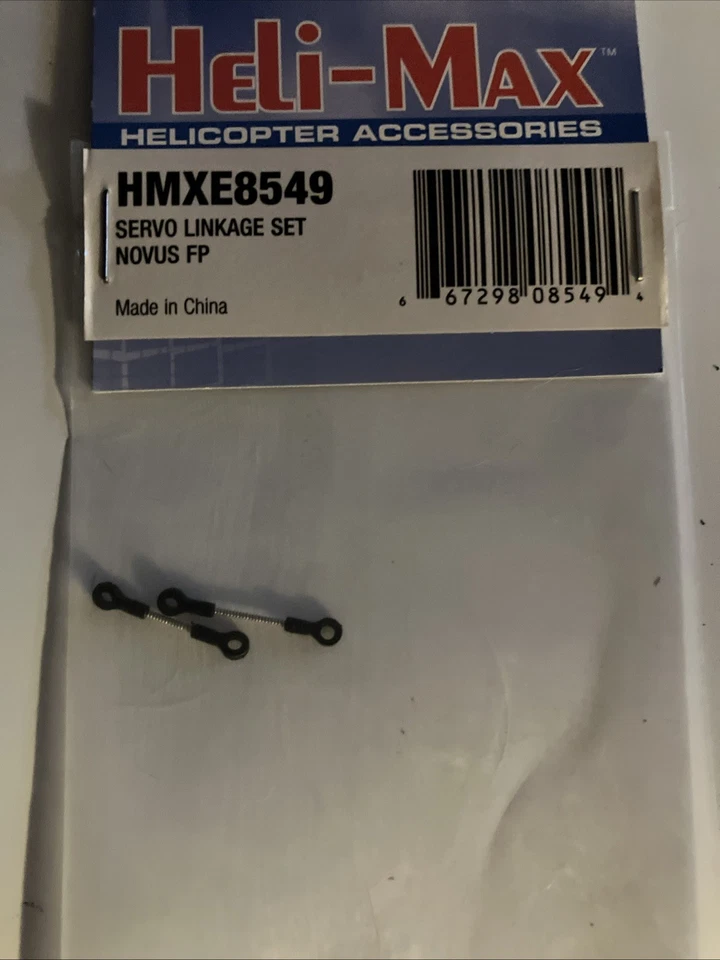 Heli-Max™
HELICOPTER ACCESSORIES
HMXE8549
SERVO LINKAGE SET
NOVUS FP
Made in China
6 67298 08549 4